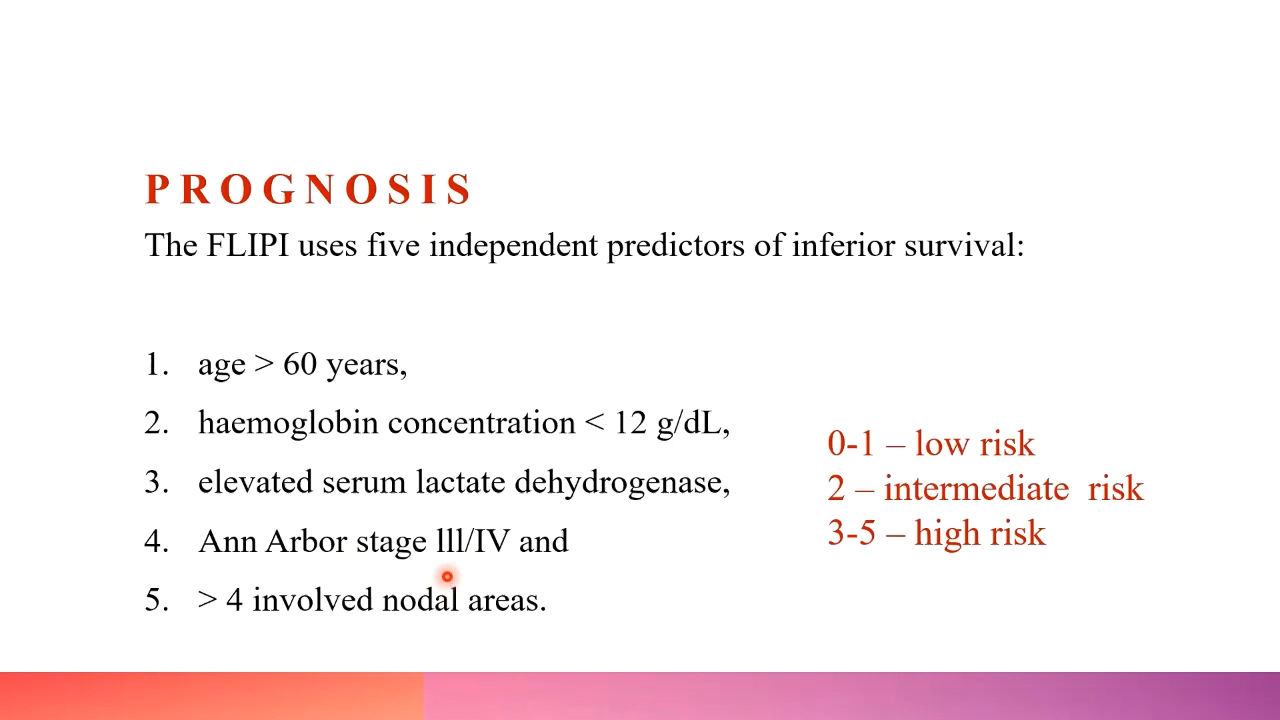 PROGNOSIS
The FLIPI uses five independent predictors of inferior survival:
1. age > 60 years,
2. haemoglobin concentration < 12 g/dL,
3. elevated serum lactate dehydrogenase,
4. Ann Arbor stage lll/IV and
5. > 4 involved nodal areas.
0-1 – low risk
2 – intermediate risk
3-5 – high risk